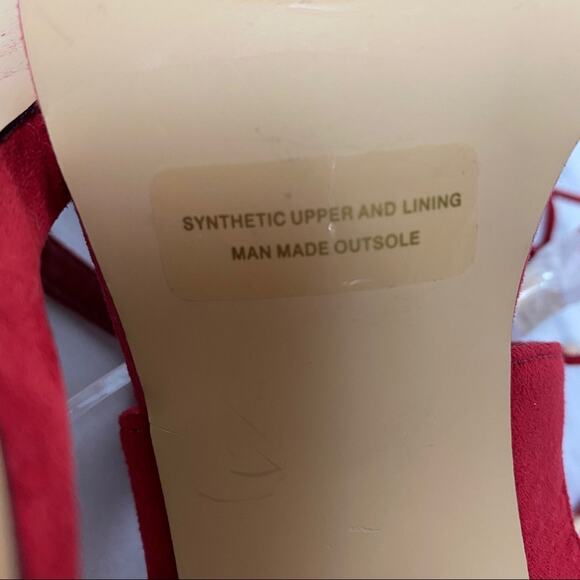 SYNTHETIC UPPER AND LINING
MAN MADE OUTSOLE